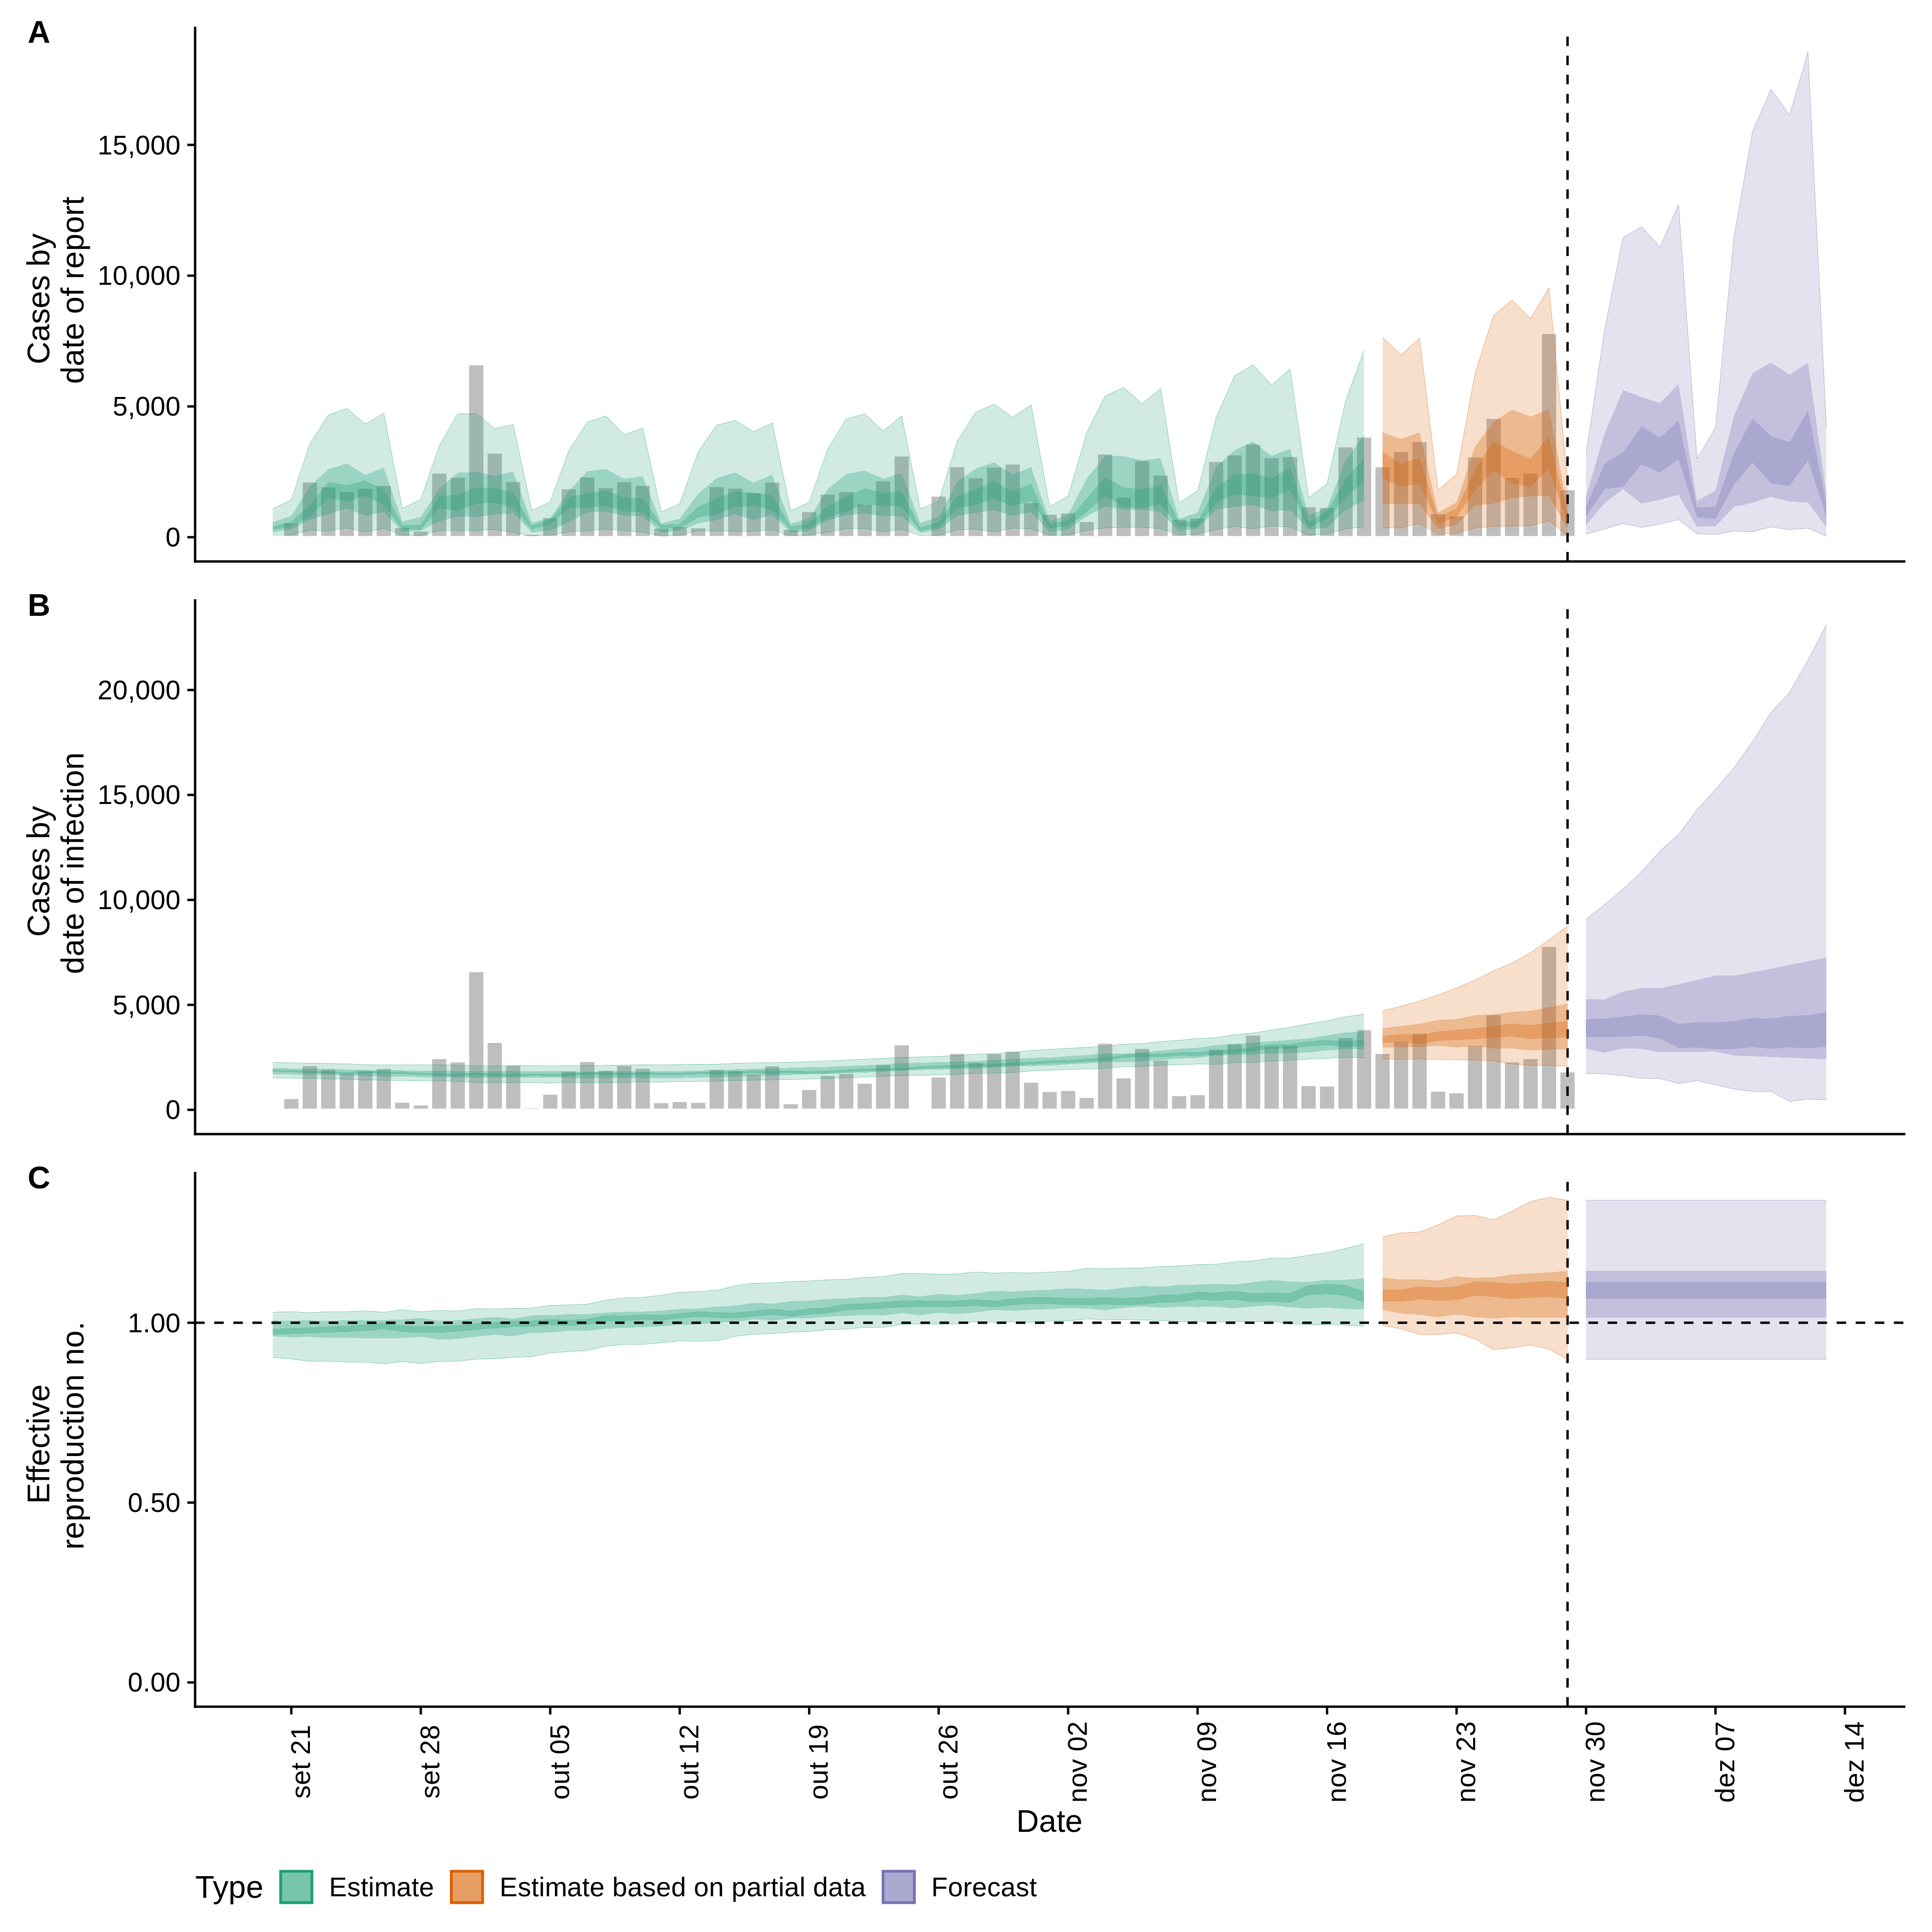 A
Cases by
date of report
15,000
10,000
5,000
0
B
Cases by
date of infection
20,000
15,000
10,000
5,000
0
C
Effective
reproduction no.
1.00
0.50
0.00
set 21
set 28
out 05
out 12
out 19
out 26
nov 02
nov 09
nov 16
nov 23
nov 30
dez 07
dez 14
Date
Type Estimate Estimate based on partial data Forecast